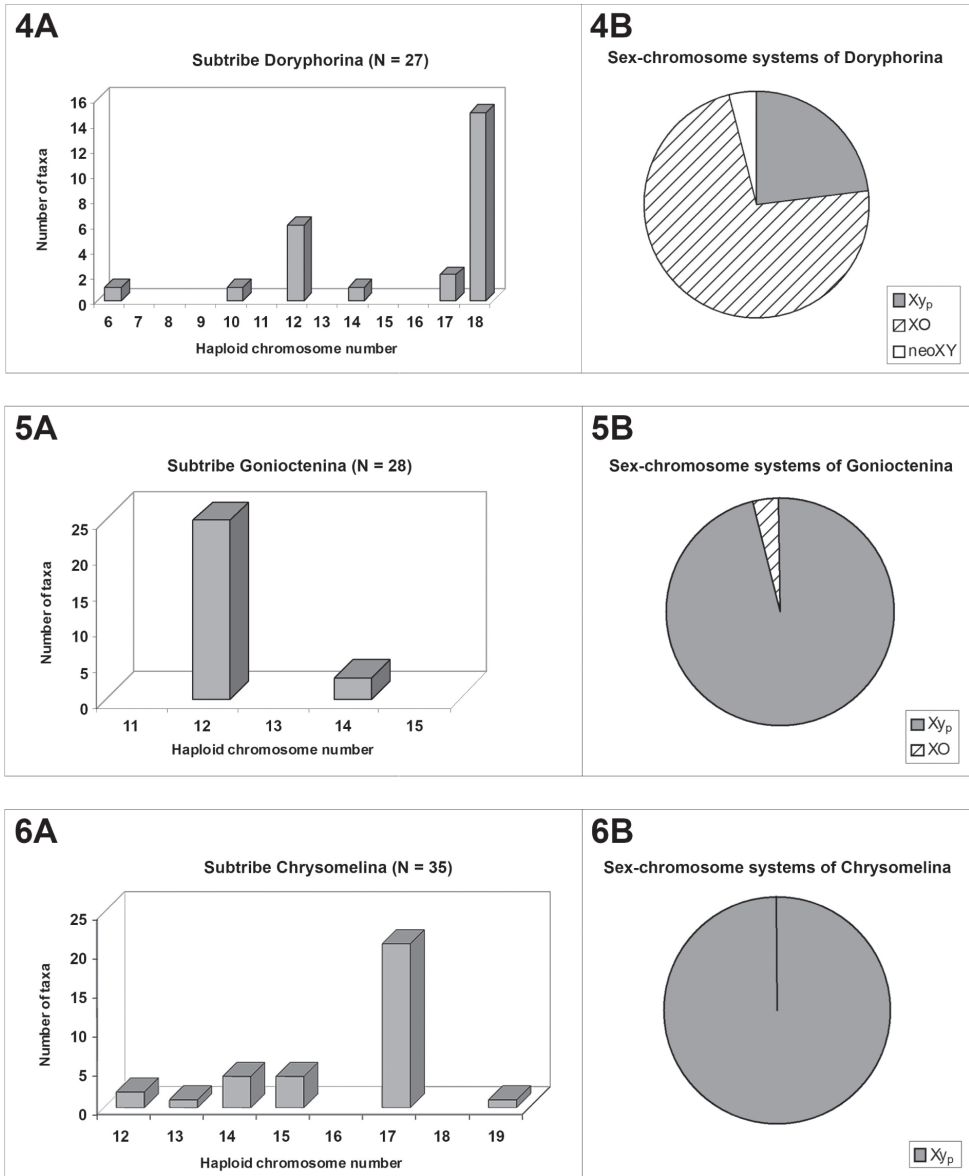 4A
Subtribe Doryphorina (N = 27)
Number of taxa
16
14
12
10
8
6
4
2
0
6 7 8 9 10 11 12 13 14 15 16 17 18
Haploid chromosome number
4B
Sex-chromosome systems of Doryphorina
Xyp
XO
neoXY
5A
Subtribe Gonioctenina (N = 28)
Number of taxa
25
20
15
10
5
0
11 12 13 14 15
Haploid chromosome number
5B
Sex-chromosome systems of Gonioctenina
Xyp
XO
6A
Subtribe Chrysomelina (N = 35)
Number of taxa
25
20
15
10
5
0
12 13 14 15 16 17 18 19
Haploid chromosome number
6B
Sex-chromosome systems of Chrysomelina
Xyp